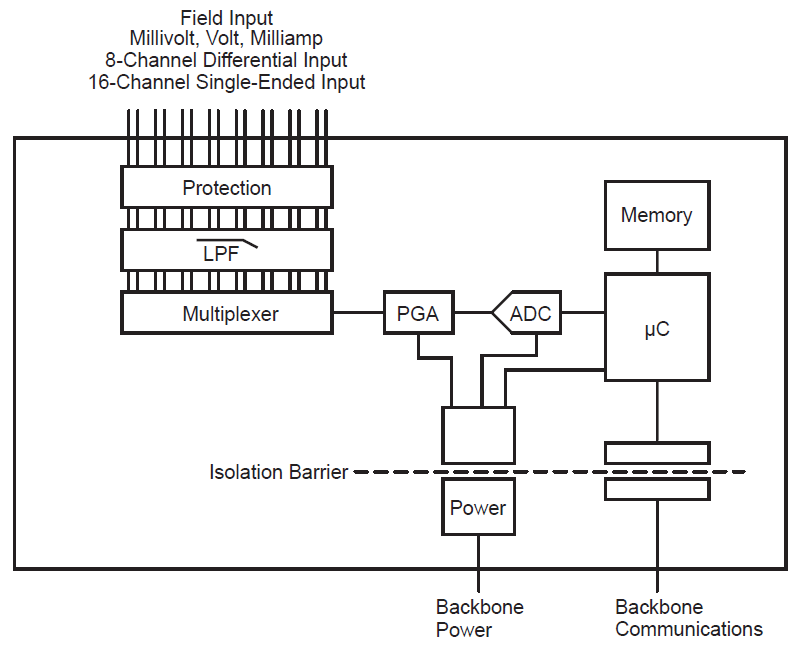 Field Input
Millivolt, Volt, Milliamp
8-Channel Differential Input
16-Channel Single-Ended Input
Protection
LPF
Multiplexer
PGA
ADC
Memory
µC
Isolation Barrier
Power
Backbone
Power
Backbone
Communications